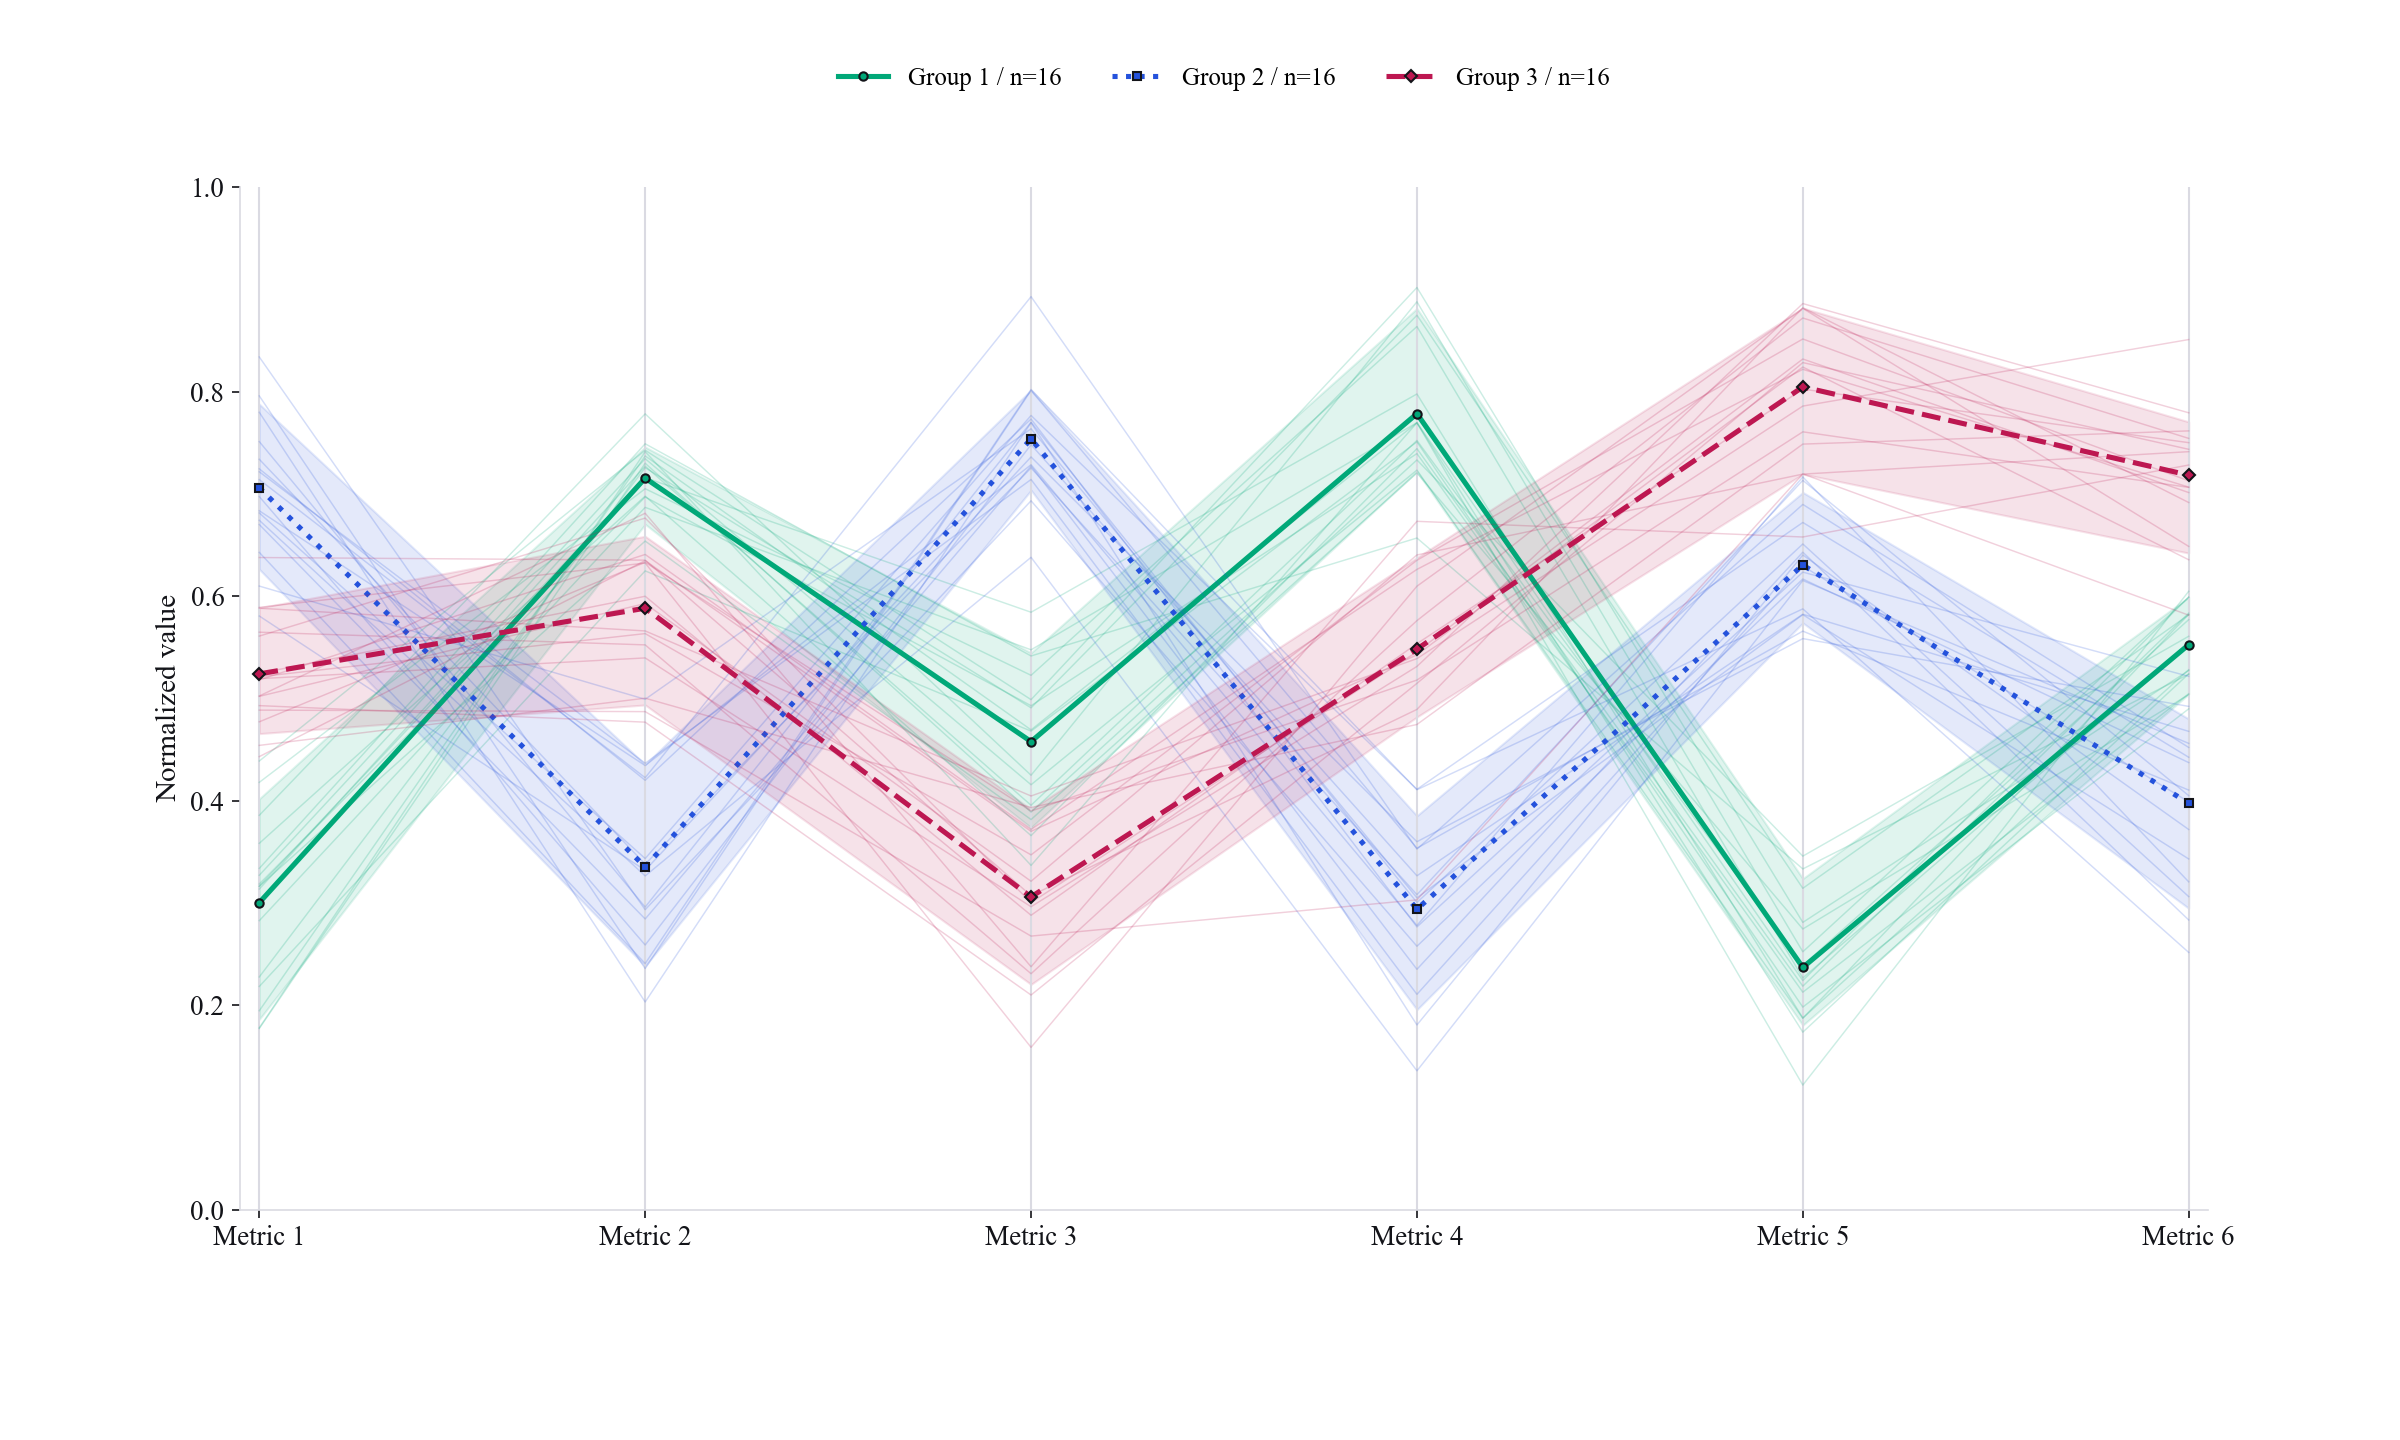 Group 1 / n=16
Group 2 / n=16
Group 3 / n=16
Normalized value
1.0
0.8
0.6
0.4
0.2
0.0
Metric 1
Metric 2
Metric 3
Metric 4
Metric 5
Metric 6